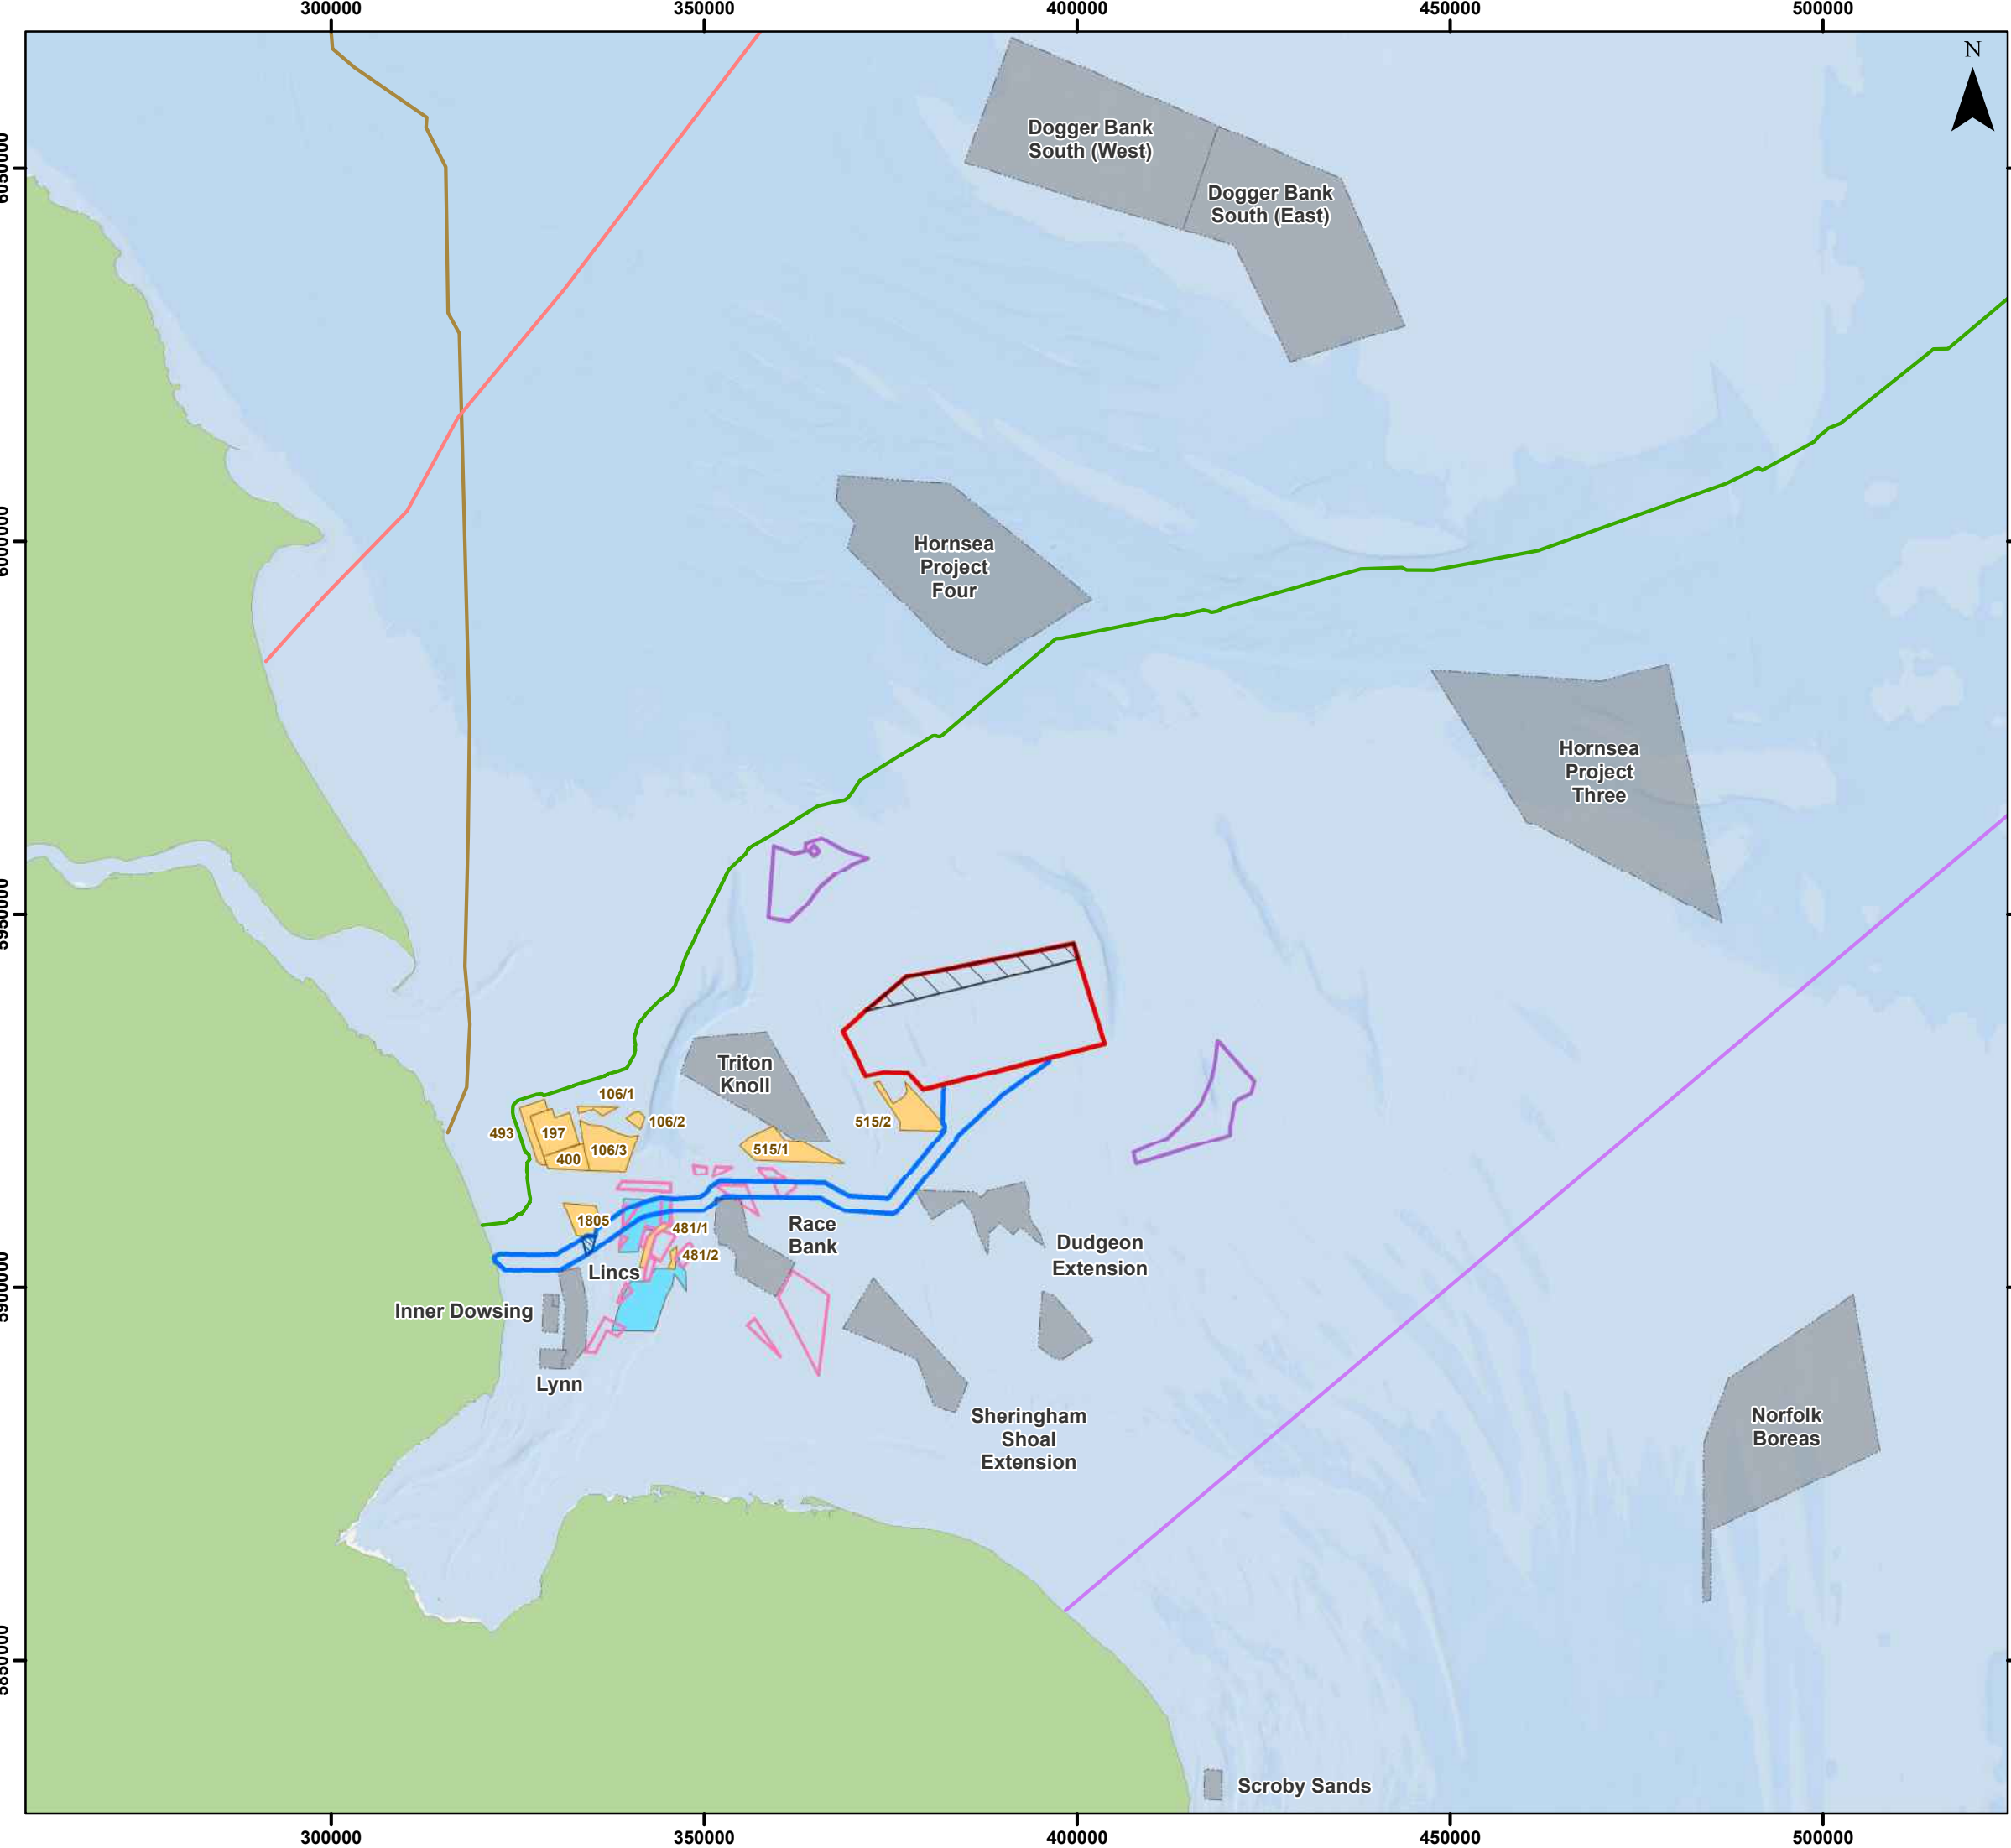 300000
350000
400000
450000
500000
N
Dogger Bank
South (West)
Dogger Bank
South (East)
Hornsea
Project
Four
Hornsea
Project
Three
Triton
Knoll
106/1
106/2
493
197
106/3
400
515/2
515/1
1805
481/1
481/2
Race
Bank
Lincs
Dudgeon
Extension
Inner Dowsing
Lynn
Sheringham
Shoal
Extension
Norfolk
Boreas
Scroby Sands
300000
350000
400000
450000
500000